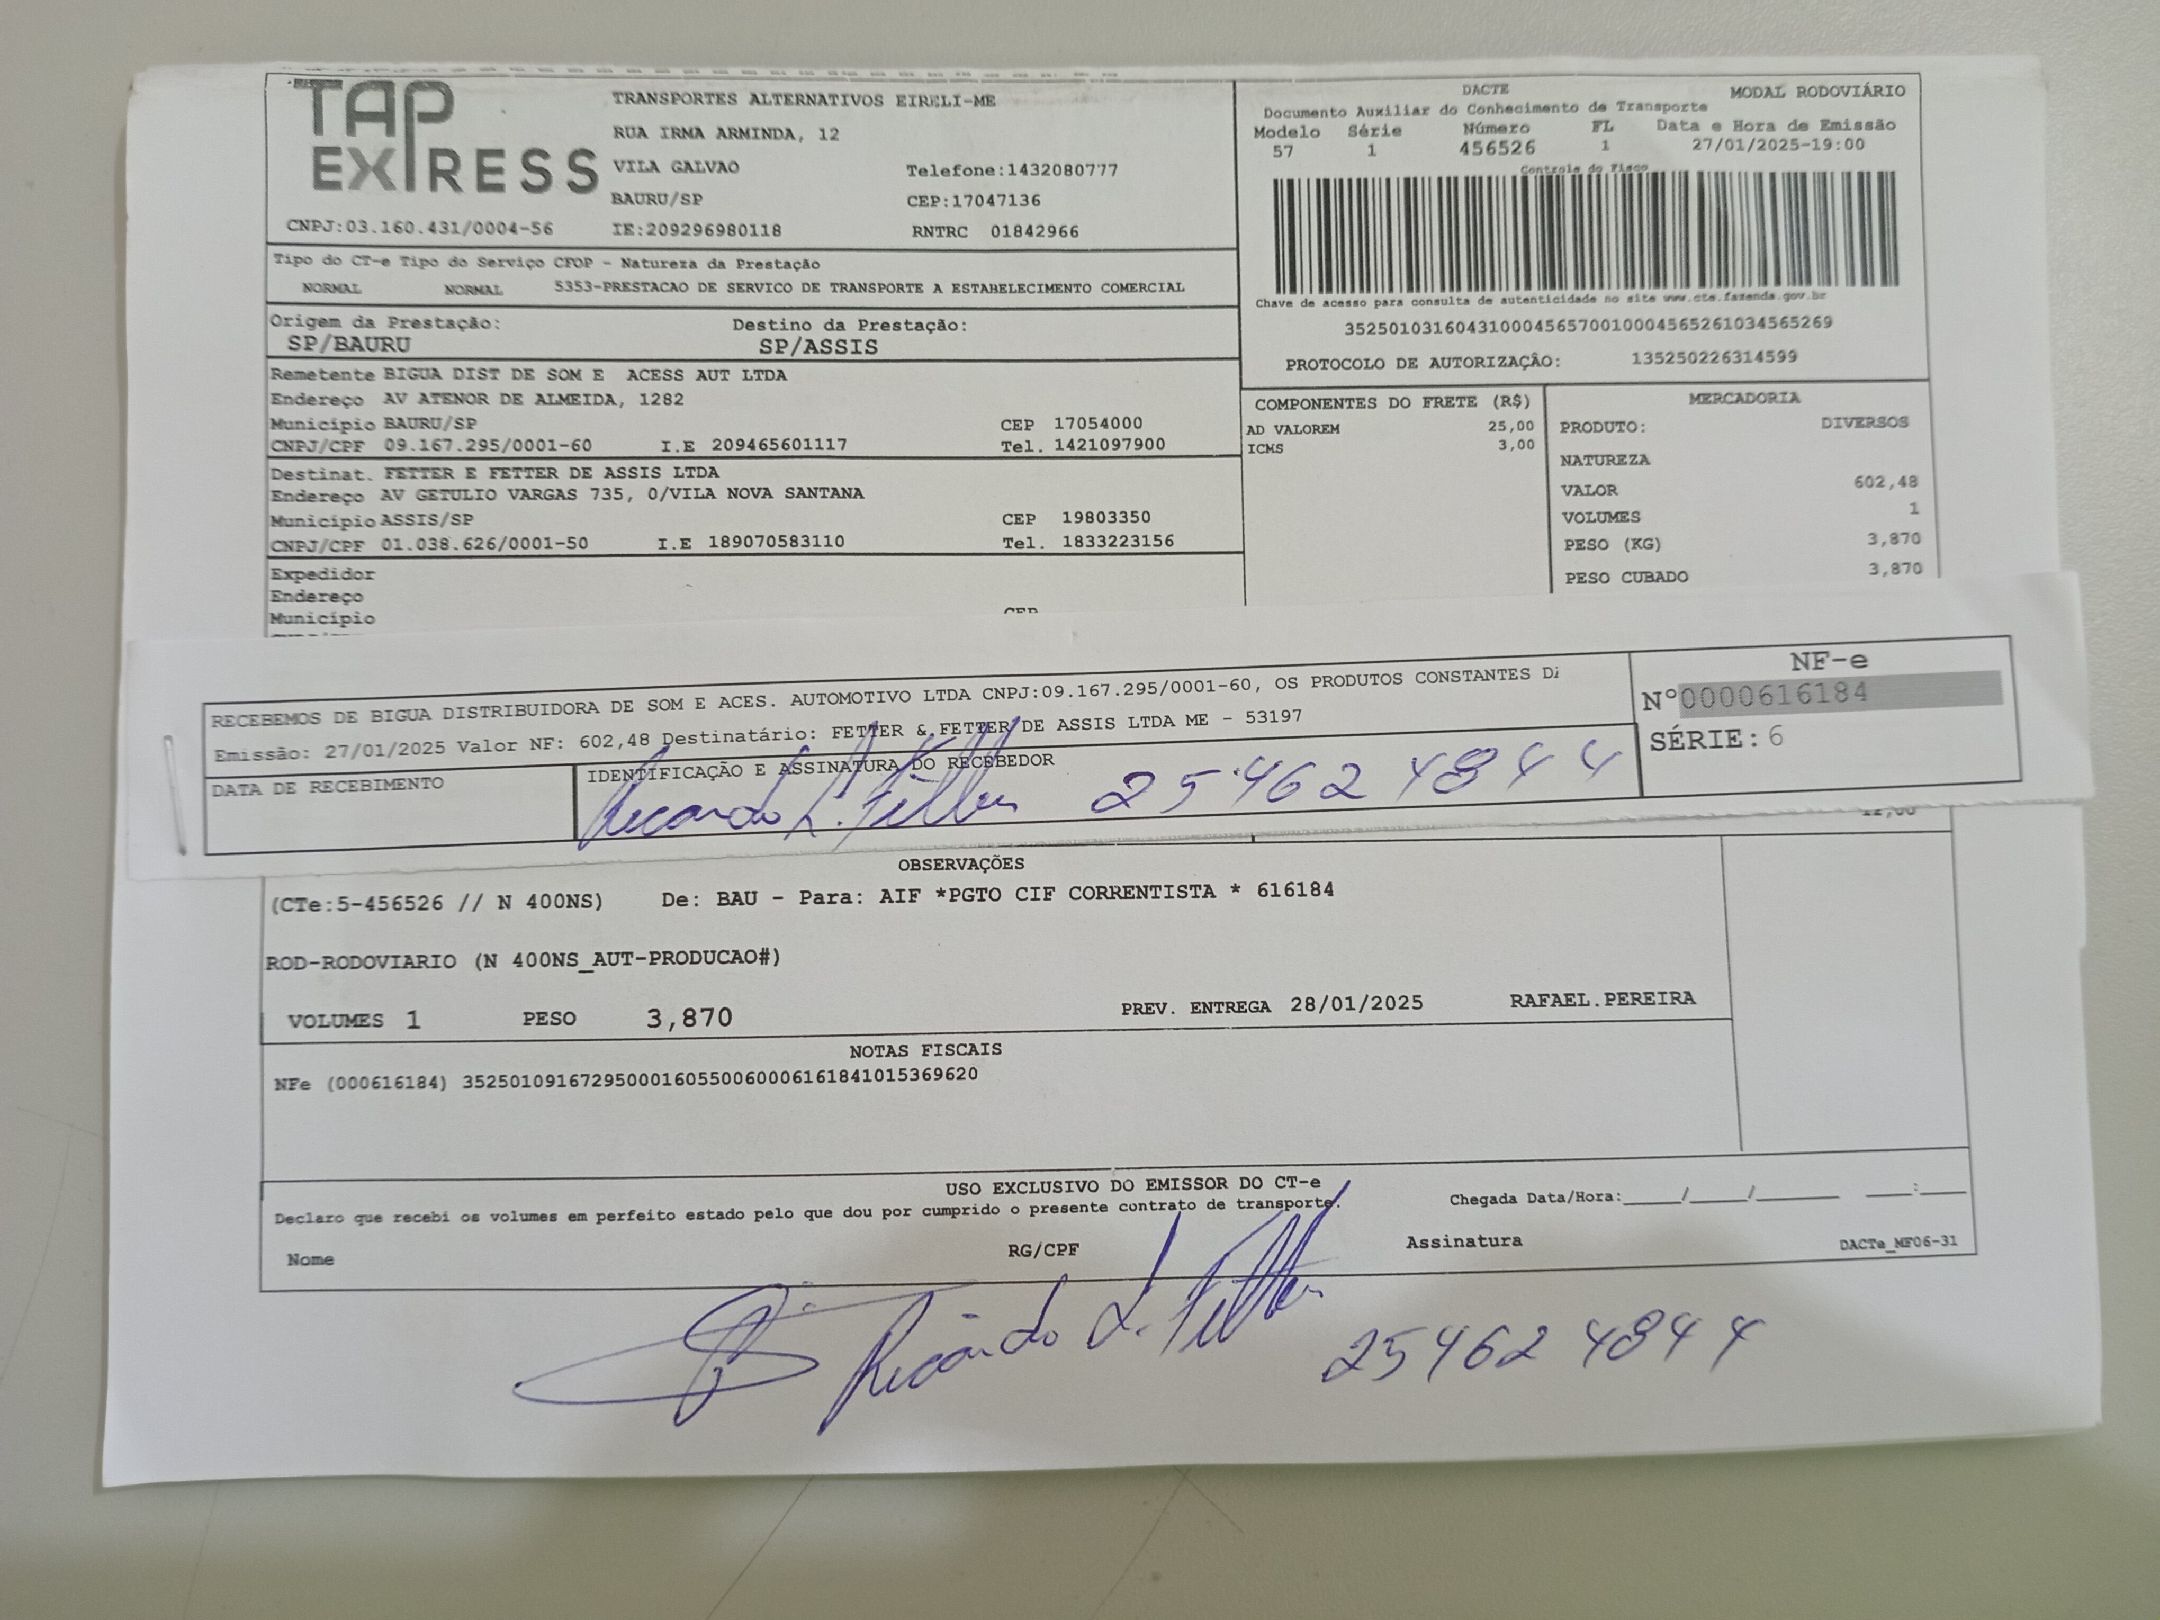 TAP EXPRESS
CNPJ:03.160.431/0004-56
TRANSPORTES ALTERNATIVOS EIRELI-ME
RUA IRMA ARMINDA, 12
VILA GALVAO Telefone:1432080777
BAURU/SP CEP:17047136
IE:209296980118 RNTRC 01842966
DACTE MODAL RODOVIÁRIO
Documento Auxiliar do Conhecimento de Transporte
Modelo Série Número FL Data e Hora de Emissão
57 1 456526 1 27/01/2025-19:00
Controle do Fisco
Chave de acesso para consulta de autenticidade no site www.cte.fazenda.gov.br
35250103160431000456570010004565261034565269
PROTOCOLO DE AUTORIZAÇÃO: 135250226314599
Tipo do CT-e Tipo do Serviço CFOP - Natureza da Prestação
NORMAL NORMAL 5353-PRESTACAO DE SERVICO DE TRANSPORTE A ESTABELECIMENTO COMERCIAL
Origem da Prestação: Destino da Prestação:
SP/BAURU SP/ASSIS
Remetente BIGUA DIST DE SOM E ACESS AUT LTDA
Endereço AV ATENOR DE ALMEIDA, 1282
Município BAURU/SP CEP 17054000
CNPJ/CPF 09.167.295/0001-60 I.E 209465601117 Tel. 1421097900
Destinat. FETTER E FETTER DE ASSIS LTDA
Endereço AV GETULIO VARGAS 735, 0/VILA NOVA SANTANA
Município ASSIS/SP CEP 19803350
CNPJ/CPF 01.038.626/0001-50 I.E 189070583110 Tel. 1833223156
Expedidor
Endereço
Município CEP
COMPONENTES DO FRETE (R$)
AD VALOREM 25,00
ICMS 3,00
MERCADORIA
PRODUTO: DIVERSOS
NATUREZA
VALOR 602,48
VOLUMES 1
PESO (KG) 3,870
PESO CUBADO 3,870
RECEBEMOS DE BIGUA DISTRIBUIDORA DE SOM E ACES. AUTOMOTIVO LTDA CNPJ:09.167.295/0001-60, OS PRODUTOS CONSTANTES
Emissão: 27/01/2025 Valor NF: 602,48 Destinatário: FETTER & FETTER DE ASSIS LTDA ME - 53197
DATA DE RECEBIMENTO IDENTIFICAÇÃO E ASSINATURA DO RECEBEDOR
Ricardo L. Fetter 254624844
NF-e
Nº0000616184
SÉRIE: 6
OBSERVAÇÕES
(CTe:5-456526 // N 400NS) De: BAU - Para: AIF *PGTO CIF CORRENTISTA * 616184
ROD-RODOVIARIO (N 400NS_AUT-PRODUCAO#)
VOLUMES 1 PESO 3,870 PREV. ENTREGA 28/01/2025 RAFAEL.PEREIRA
NOTAS FISCAIS
NFe (000616184) 35250109167295000160550060006161841015369620
USO EXCLUSIVO DO EMISSOR DO CT-e
Declaro que recebi os volumes em perfeito estado pelo que dou por cumprido o presente contrato de transporte. Chegada Data/Hora:____/____/______ ____:____
Nome RG/CPF Assinatura DACTe_MF06-31
Ricardo L. Fetter 254624844